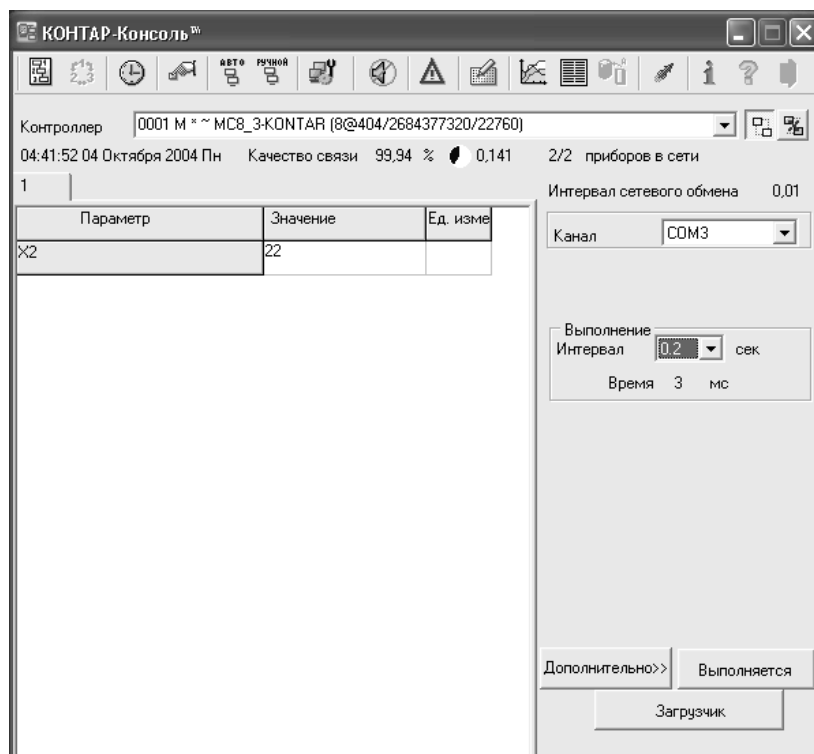 КОНТАР-Консоль™
АВТО РУЧНОЙ
Контроллер 0001 M * ~ MC8_3-KONTAR (8@404/2684377320/22760)
04:41:52 04 Октября 2004 Пн Качество связи 99,94 % 0,141 2/2 приборов в сети
1
Интервал сетевого обмена 0,01
Параметр Значение Ед. изме
Канал COM3
X2 22
Выполнение
Интервал 0.2 сек
Время 3 мс
Дополнительно>> Выполняется
Загрузчик